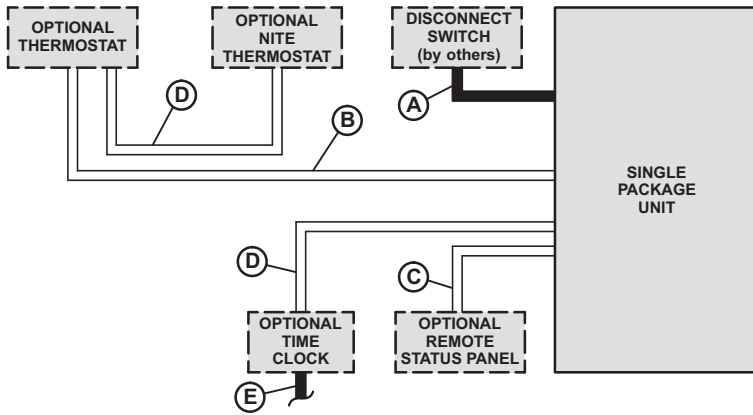 OPTIONAL
THERMOSTAT
OPTIONAL
NITE
THERMOSTAT
DISCONNECT
SWITCH
(by others)
A
D
B
SINGLE
PACKAGE
UNIT
D
C
OPTIONAL
TIME
CLOCK
OPTIONAL
REMOTE
STATUS PANEL
E